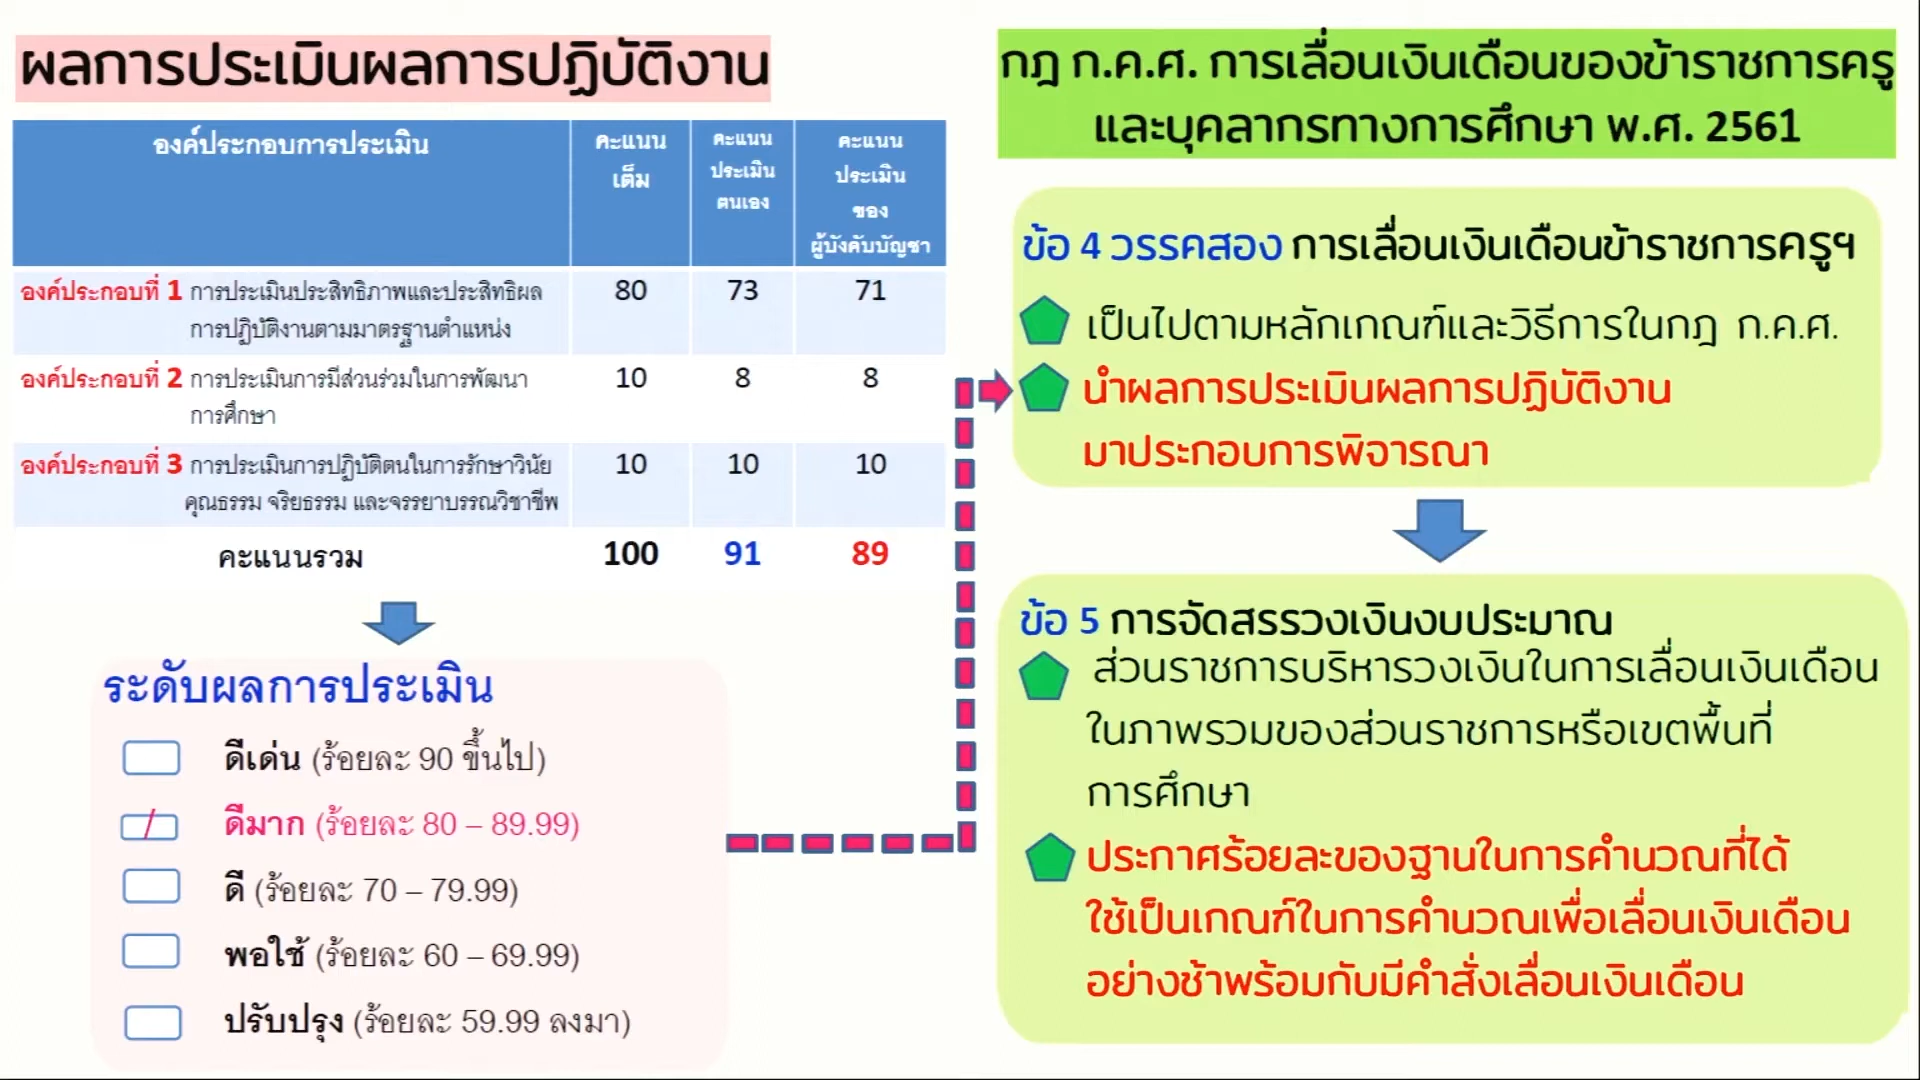 ผลการประเมินผลการปฏิบัติงาน
องค์ประกอบการประเมิน
คะแนน
เต็ม
คะแนน
ประเมิน
ตนเอง
คะแนน
ประเมิน
ของ
ผู้บังคับบัญชา
องค์ประกอบที่ 1 การประเมินประสิทธิภาพและประสิทธิผล
การปฏิบัติงานตามมาตรฐานตำแหน่ง
80 73 71
องค์ประกอบที่ 2 การประเมินการมีส่วนร่วมในการพัฒนา
การศึกษา
10 8 8
องค์ประกอบที่ 3 การประเมินการปฏิบัติตนในการรักษาวินัย
คุณธรรม จริยธรรม และจรรยาบรรณวิชาชีพ
10 10 10
คะแนนรวม 100 91 89
ระดับผลการประเมิน
ดีเด่น (ร้อยละ 90 ขึ้นไป)
/ ดีมาก (ร้อยละ 80 – 89.99)
ดี (ร้อยละ 70 – 79.99)
พอใช้ (ร้อยละ 60 – 69.99)
ปรับปรุง (ร้อยละ 59.99 ลงมา)
กฎ ก.ค.ศ. การเลื่อนเงินเดือนของข้าราชการครู
และบุคลากรทางการศึกษา พ.ศ. 2561
ข้อ 4 วรรคสอง การเลื่อนเงินเดือนข้าราชการครูฯ
เป็นไปตามหลักเกณฑ์และวิธีการในกฎ ก.ค.ศ.
นำผลการประเมินผลการปฏิบัติงาน
มาประกอบการพิจารณา
ข้อ 5 การจัดสรรวงเงินงบประมาณ
ส่วนราชการบริหารวงเงินในการเลื่อนเงินเดือน
ในภาพรวมของส่วนราชการหรือเขตพื้นที่
การศึกษา
ประกาศร้อยละของฐานในการคำนวณที่ได้
ใช้เป็นเกณฑ์ในการคำนวณเพื่อเลื่อนเงินเดือน
อย่างช้าพร้อมกับมีคำสั่งเลื่อนเงินเดือน